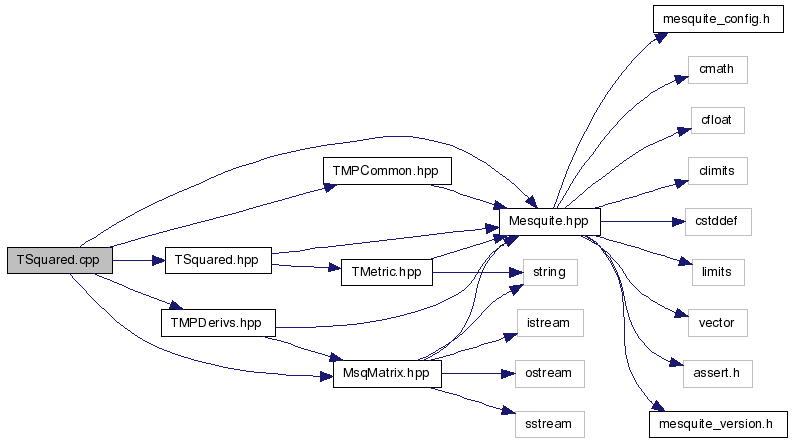 mesquite_config.h
cmath
cfloat
TMPCommon.hpp
climits
Mesquite.hpp
cstddef
TSquared.cpp
TSquared.hpp
TMetric.hpp
string
limits
TMPDerivs.hpp
istream
vector
MsqMatrix.hpp
ostream
assert.h
sstream
mesquite_version.h